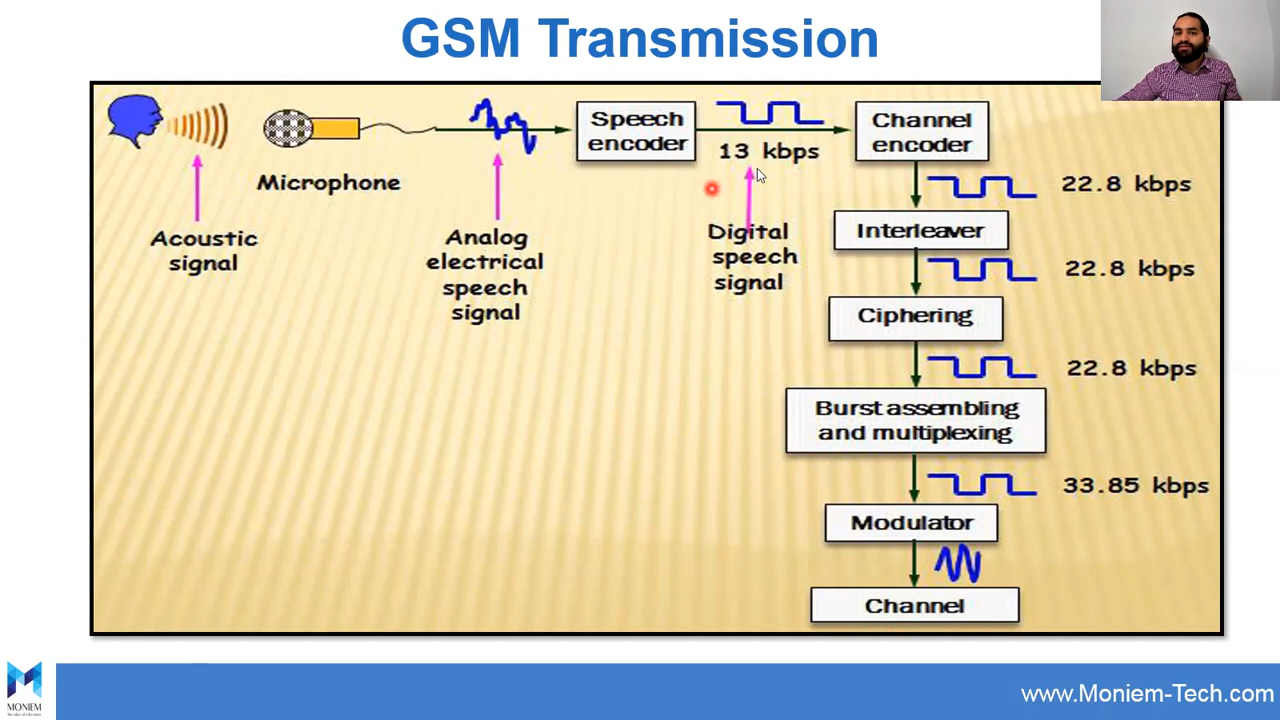 GSM Transmission
Speech
encoder
13 kbps
Channel
encoder
Microphone
22.8 kbps
Acoustic
signal
Analog
electrical
speech
signal
Digital
speech
signal
Interleaver
22.8 kbps
Ciphering
22.8 kbps
Burst assembling
and multiplexing
33.85 kbps
Modulator
Channel
MONIEM
www.Moniem-Tech.com